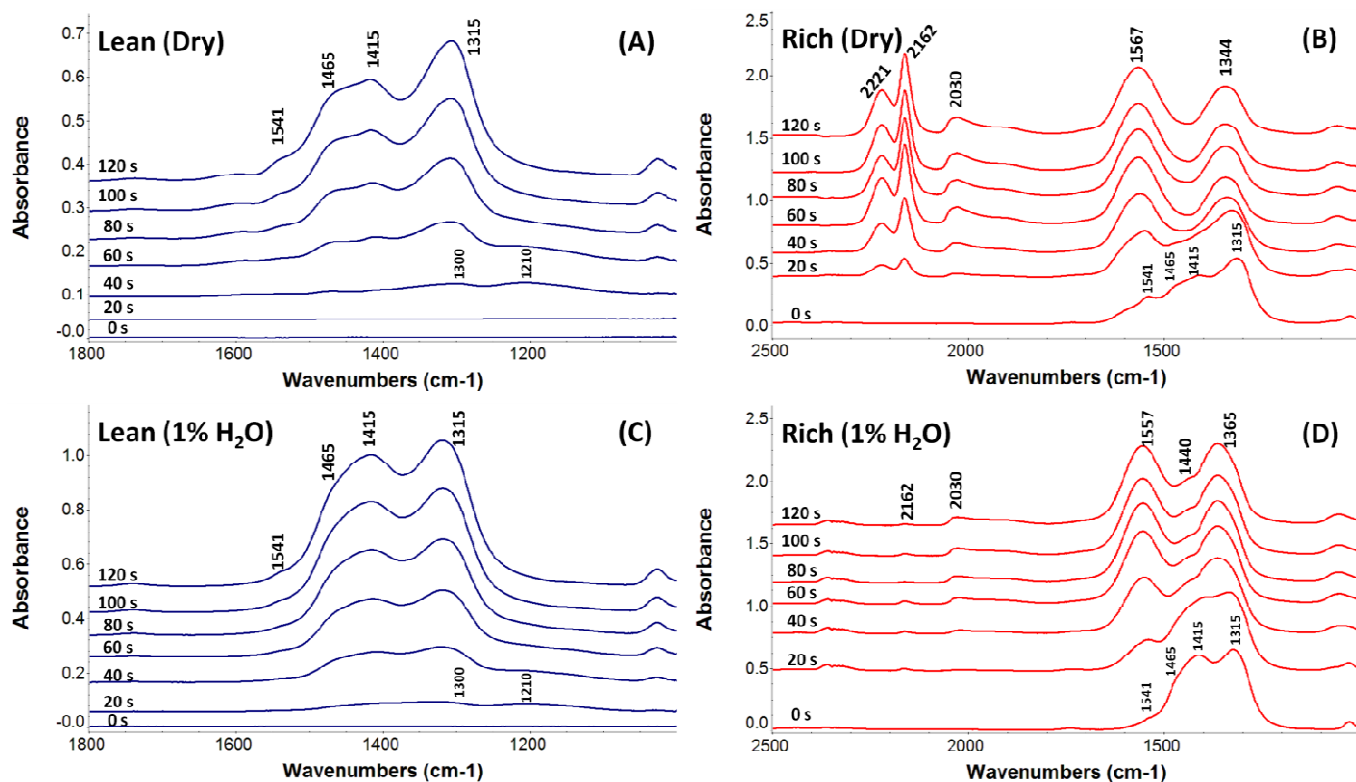 Lean (Dry)
(A)
0.7
0.6
0.5
0.4
0.3
0.2
0.1
-0.0
Absorbance
1541
1465
1415
1315
1300
1210
120 s
100 s
80 s
60 s
40 s
20 s
0 s
1800
1600
1400
1200
Wavenumbers (cm-1)
Rich (Dry)
(B)
2.5
2.0
1.5
1.0
0.5
0.0
Absorbance
2221
2162
2030
1567
1344
1541
1465
1415
1315
120 s
100 s
80 s
60 s
40 s
20 s
0 s
2500
2000
1500
Wavenumbers (cm-1)
Lean (1% H₂O)
(C)
1.0
0.8
0.6
0.4
0.2
-0.0
Absorbance
1541
1465
1415
1315
1300
1210
120 s
100 s
80 s
60 s
40 s
20 s
0 s
1800
1600
1400
1200
Wavenumbers (cm-1)
Rich (1% H₂O)
(D)
2.5
2.0
1.5
1.0
0.5
0.0
Absorbance
2162
2030
1557
1440
1365
1541
1465
1415
1315
120 s
100 s
80 s
60 s
40 s
20 s
0 s
2500
2000
1500
Wavenumbers (cm-1)